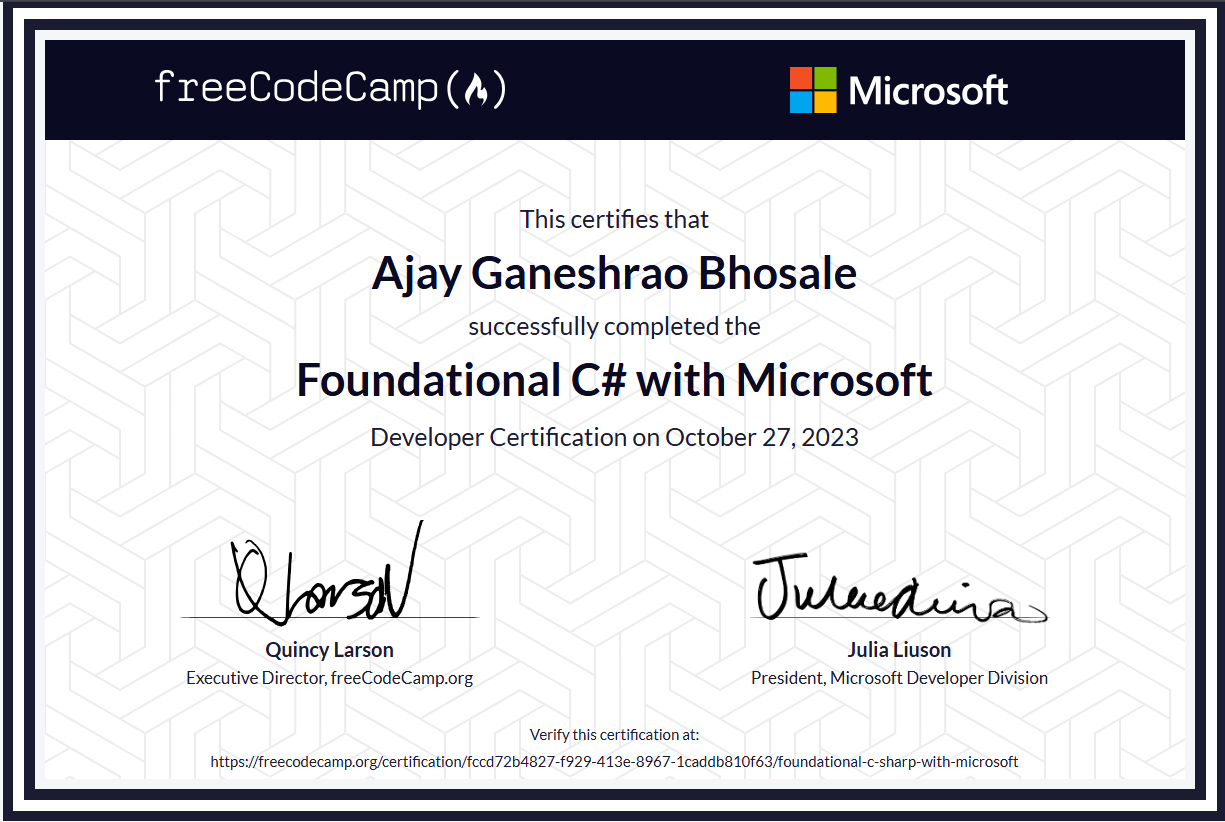 freeCodeCamp(🔥)
Microsoft
This certifies that
Ajay Ganeshrao Bhosale
successfully completed the
Foundational C# with Microsoft
Developer Certification on October 27, 2023
Quincy Larson
Executive Director, freeCodeCamp.org
Julia Liuson
President, Microsoft Developer Division
Verify this certification at:
https://freecodecamp.org/certification/fccd72b4827-f929-413e-8967-1caddb810f63/foundational-c-sharp-with-microsoft